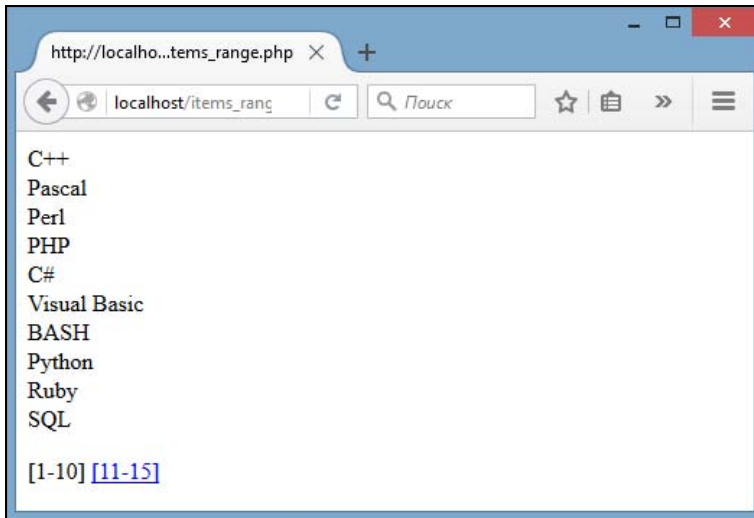 http://localho...tems_range.php
localhost/items_rang
Поиск
C++
Pascal
Perl
PHP
C#
Visual Basic
BASH
Python
Ruby
SQL
[1-10] [11-15]